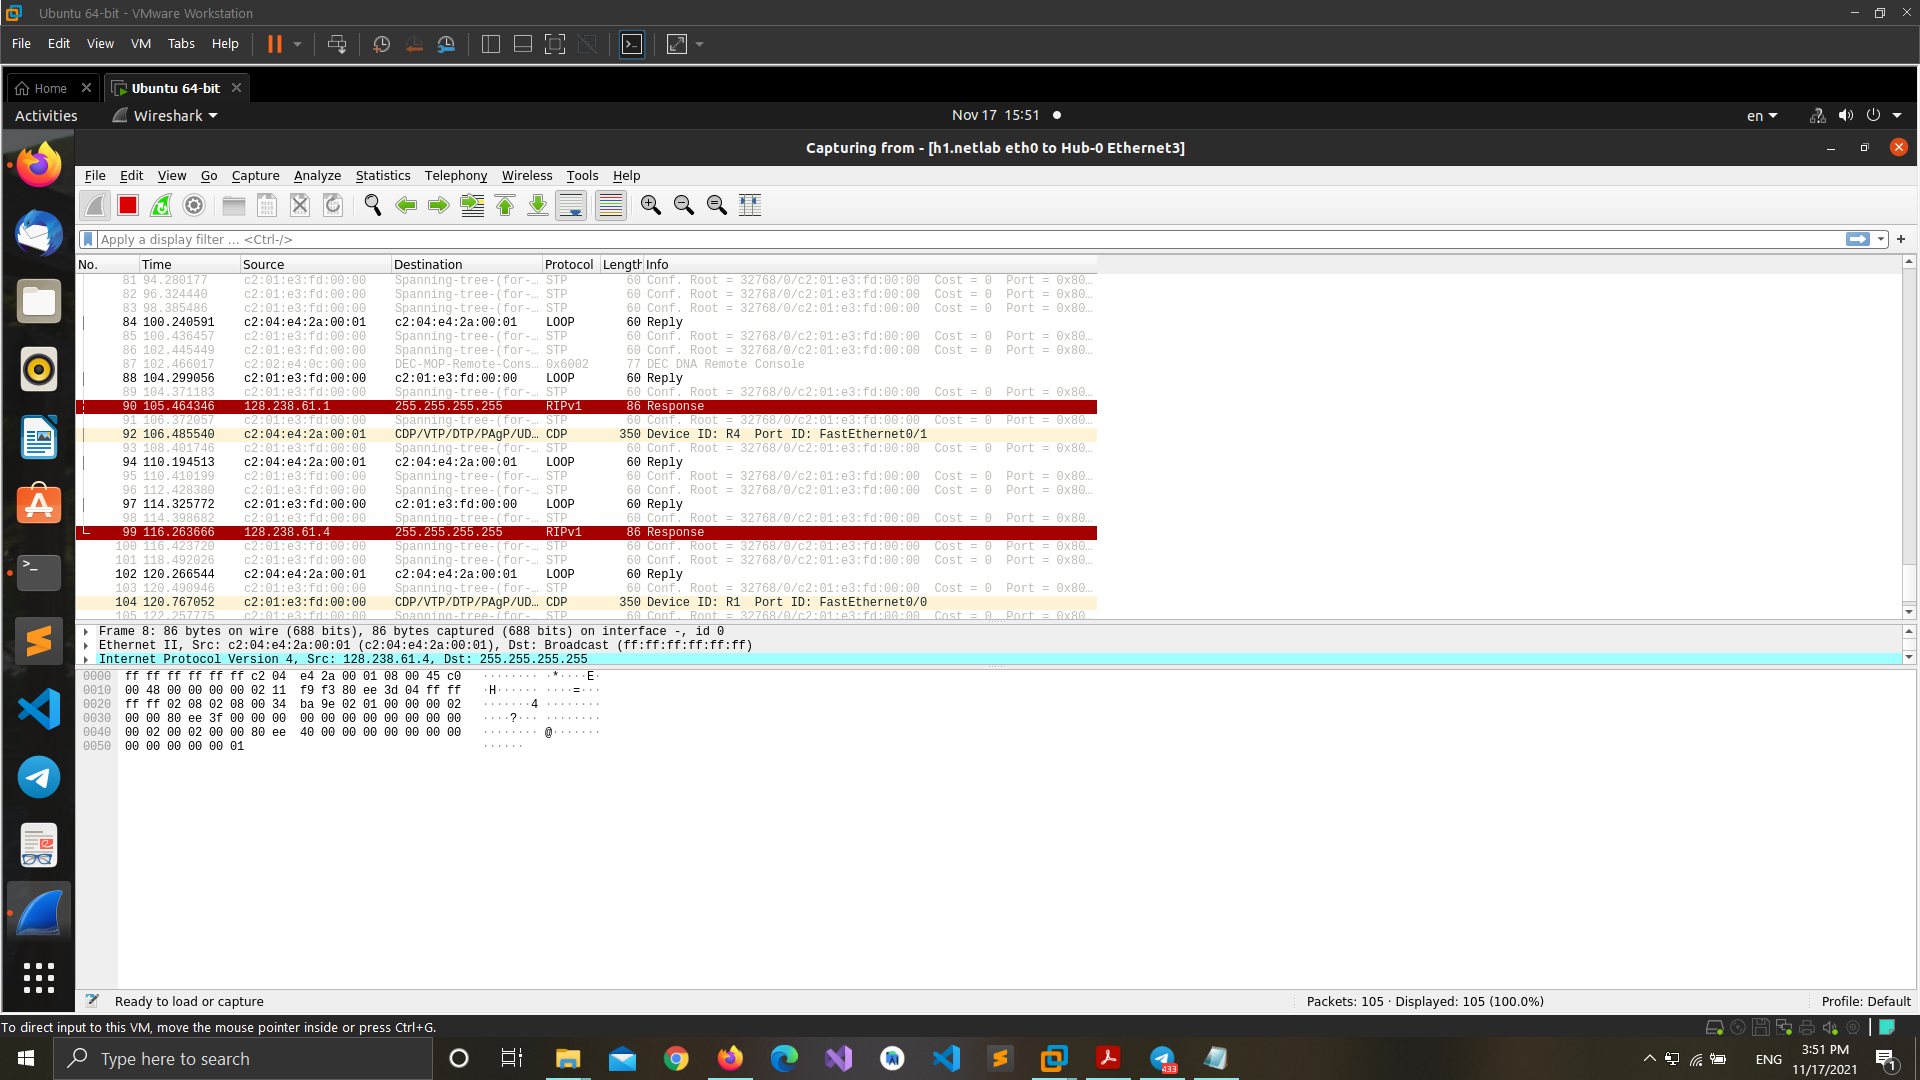 Ubuntu 64-bit - VMware Workstation
File Edit View VM Tabs Help
Home
Ubuntu 64-bit
Activities Wireshark Nov 17 15:51 en
Capturing from - [h1.netlab eth0 to Hub-0 Ethernet3]
File Edit View Go Capture Analyze Statistics Telephony Wireless Tools Help
Apply a display filter ... <Ctrl-/>
No. Time Source Destination Protocol Length Info
81 94.280177 c2:01:e3:fd:00:00 Spanning-tree-(for-… STP 60 Conf. Root = 32768/0/c2:01:e3:fd:00:00 Cost = 0 Port = 0x80…
82 96.324440 c2:01:e3:fd:00:00 Spanning-tree-(for-… STP 60 Conf. Root = 32768/0/c2:01:e3:fd:00:00 Cost = 0 Port = 0x80…
83 98.385486 c2:01:e3:fd:00:00 Spanning-tree-(for-… STP 60 Conf. Root = 32768/0/c2:01:e3:fd:00:00 Cost = 0 Port = 0x80…
84 100.240591 c2:04:e4:2a:00:01 c2:04:e4:2a:00:01 LOOP 60 Reply
85 100.436457 c2:01:e3:fd:00:00 Spanning-tree-(for-… STP 60 Conf. Root = 32768/0/c2:01:e3:fd:00:00 Cost = 0 Port = 0x80…
86 102.445449 c2:01:e3:fd:00:00 Spanning-tree-(for-… STP 60 Conf. Root = 32768/0/c2:01:e3:fd:00:00 Cost = 0 Port = 0x80…
87 102.466017 c2:02:e4:0c:00:00 DEC-MOP-Remote-Cons… 0x6002 77 DEC DNA Remote Console
88 104.299056 c2:01:e3:fd:00:00 c2:01:e3:fd:00:00 LOOP 60 Reply
89 104.371183 c2:01:e3:fd:00:00 Spanning-tree-(for-… STP 60 Conf. Root = 32768/0/c2:01:e3:fd:00:00 Cost = 0 Port = 0x80…
90 105.464346 128.238.61.1 255.255.255.255 RIPv1 86 Response
91 106.372057 c2:01:e3:fd:00:00 Spanning-tree-(for-… STP 60 Conf. Root = 32768/0/c2:01:e3:fd:00:00 Cost = 0 Port = 0x80…
92 106.485540 c2:04:e4:2a:00:01 CDP/VTP/DTP/PAgP/UD… CDP 350 Device ID: R4 Port ID: FastEthernet0/1
93 108.401746 c2:01:e3:fd:00:00 Spanning-tree-(for-… STP 60 Conf. Root = 32768/0/c2:01:e3:fd:00:00 Cost = 0 Port = 0x80…
94 110.194513 c2:04:e4:2a:00:01 c2:04:e4:2a:00:01 LOOP 60 Reply
95 110.410199 c2:01:e3:fd:00:00 Spanning-tree-(for-… STP 60 Conf. Root = 32768/0/c2:01:e3:fd:00:00 Cost = 0 Port = 0x80…
96 112.428380 c2:01:e3:fd:00:00 Spanning-tree-(for-… STP 60 Conf. Root = 32768/0/c2:01:e3:fd:00:00 Cost = 0 Port = 0x80…
97 114.325772 c2:01:e3:fd:00:00 c2:01:e3:fd:00:00 LOOP 60 Reply
98 114.398682 c2:01:e3:fd:00:00 Spanning-tree-(for-… STP 60 Conf. Root = 32768/0/c2:01:e3:fd:00:00 Cost = 0 Port = 0x80…
99 116.263666 128.238.61.4 255.255.255.255 RIPv1 86 Response
100 116.423720 c2:01:e3:fd:00:00 Spanning-tree-(for-… STP 60 Conf. Root = 32768/0/c2:01:e3:fd:00:00 Cost = 0 Port = 0x80…
101 118.492026 c2:01:e3:fd:00:00 Spanning-tree-(for-… STP 60 Conf. Root = 32768/0/c2:01:e3:fd:00:00 Cost = 0 Port = 0x80…
102 120.266544 c2:04:e4:2a:00:01 c2:04:e4:2a:00:01 LOOP 60 Reply
103 120.490946 c2:01:e3:fd:00:00 Spanning-tree-(for-… STP 60 Conf. Root = 32768/0/c2:01:e3:fd:00:00 Cost = 0 Port = 0x80…
104 120.767052 c2:01:e3:fd:00:00 CDP/VTP/DTP/PAgP/UD… CDP 350 Device ID: R1 Port ID: FastEthernet0/0
105 122.257775 c2:01:e3:fd:00:00 Spanning-tree-(for-… STP 60 Conf. Root = 32768/0/c2:01:e3:fd:00:00 Cost = 0 Port = 0x80…
Frame 8: 86 bytes on wire (688 bits), 86 bytes captured (688 bits) on interface -, id 0
Ethernet II, Src: c2:04:e4:2a:00:01 (c2:04:e4:2a:00:01), Dst: Broadcast (ff:ff:ff:ff:ff:ff)
Internet Protocol Version 4, Src: 128.238.61.4, Dst: 255.255.255.255
0000 ff ff ff ff ff ff c2 04 e4 2a 00 01 08 00 45 c0 ········ ·*····E·
0010 00 48 00 00 00 00 02 11 f9 f3 80 ee 3d 04 ff ff ·H······ ····=···
0020 ff ff 02 08 02 08 00 34 ba 9e 02 01 00 00 00 02 ·······4 ········
0030 00 00 80 ee 3f 00 00 00 00 00 00 00 00 00 00 00 ····?··· ········
0040 00 02 00 02 00 00 80 ee 40 00 00 00 00 00 00 00 ········ @·······
0050 00 00 00 00 00 01 ······
Ready to load or capture Packets: 105 · Displayed: 105 (100.0%) Profile: Default
To direct input to this VM, move the mouse pointer inside or press Ctrl+G.
Type here to search
433
ENG
3:51 PM
11/17/2021
1